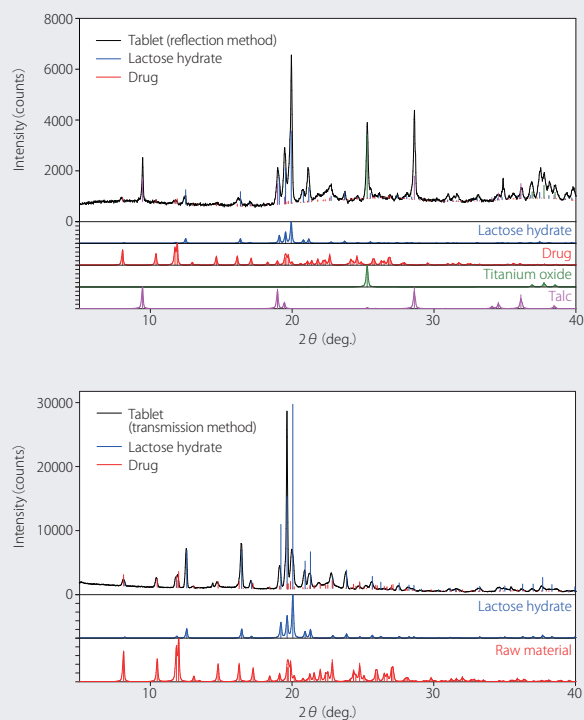 8000
6000
4000
2000
0
Intensity (counts)
Tablet (reflection method)
Lactose hydrate
Drug
Lactose hydrate
Drug
Titanium oxide
Talc
10 20 30 40
2θ (deg.)
30000
20000
10000
0
Intensity (counts)
Tablet
(transmission method)
Lactose hydrate
Drug
Lactose hydrate
Raw material
10 20 30 40
2θ (deg.)